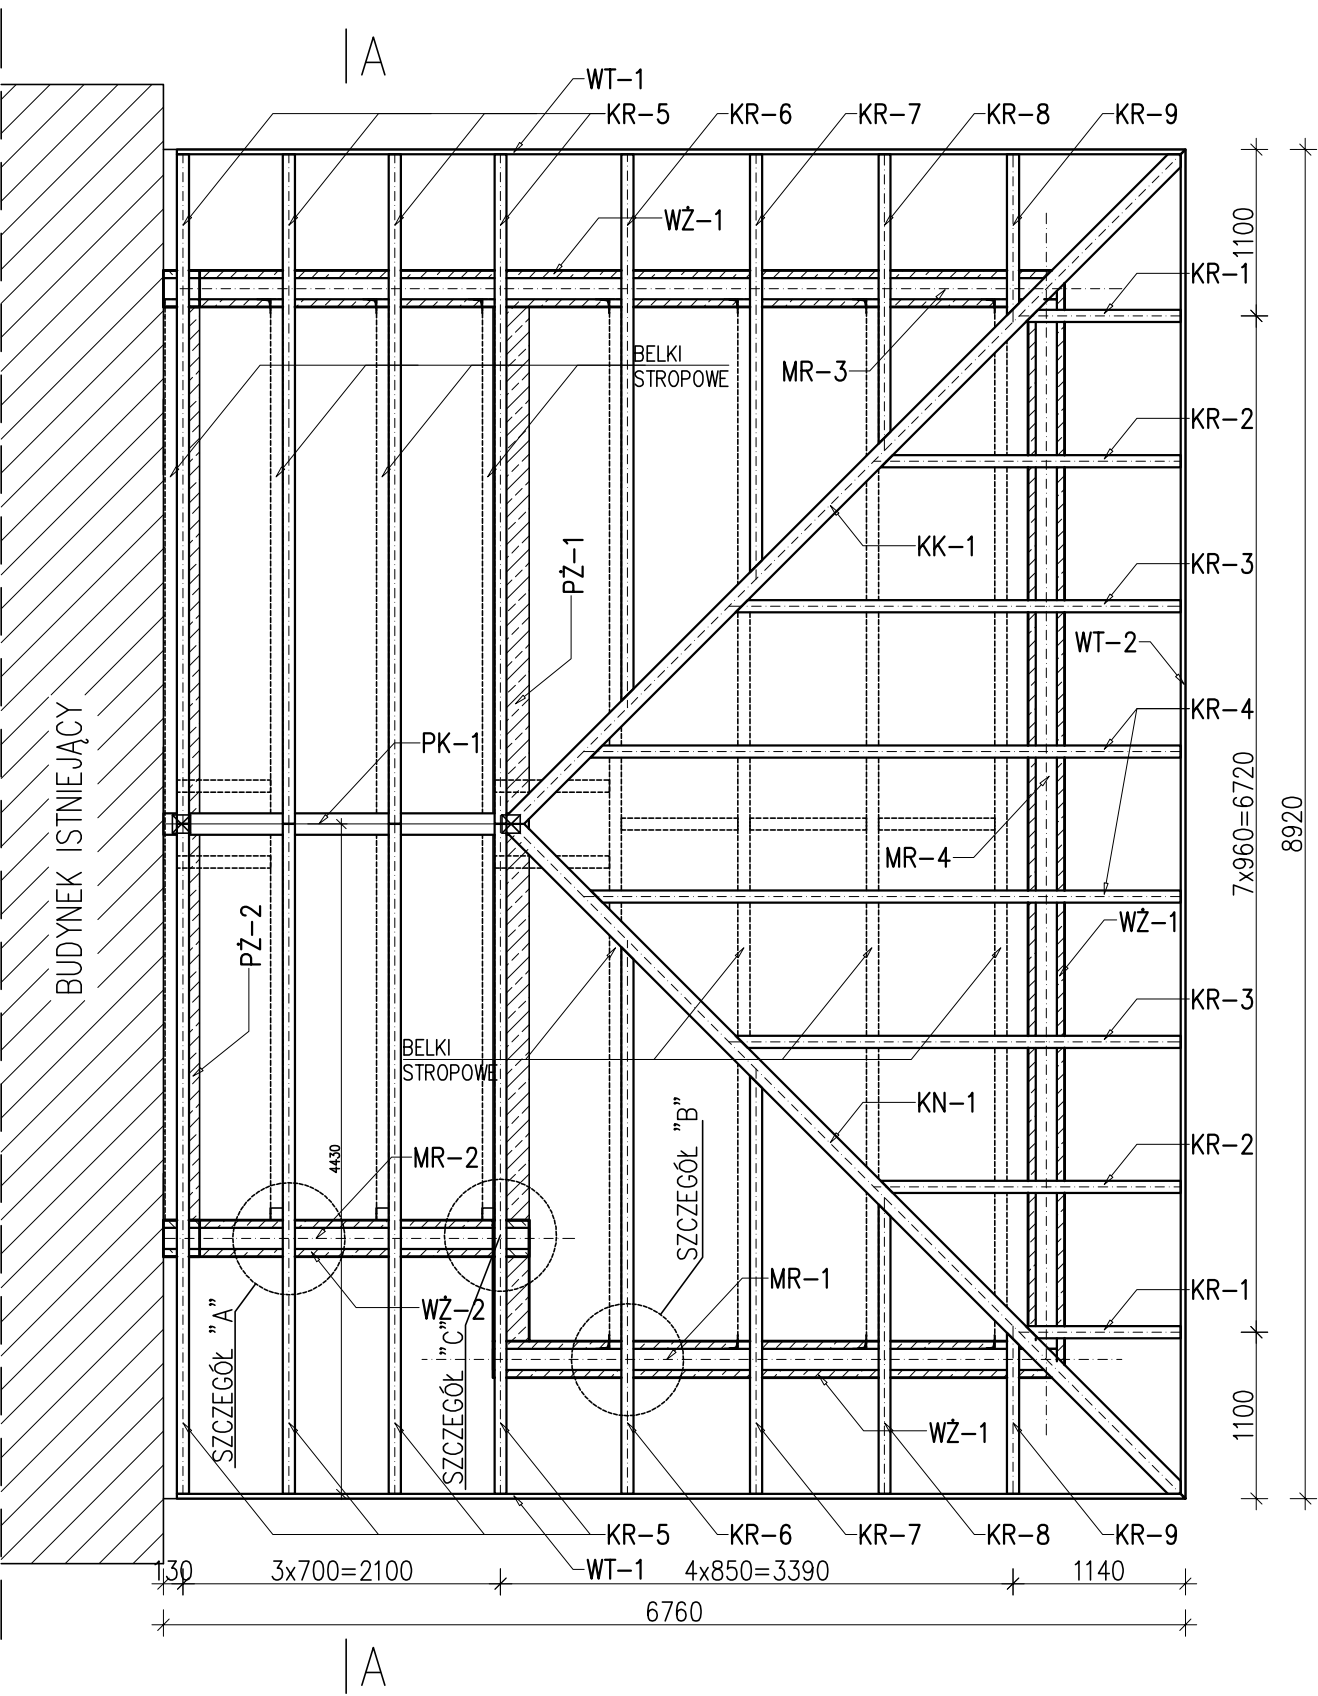 A
WT-1
KR-5
KR-6
KR-7
KR-8
KR-9
WŻ-1
1100
KR-1
BELKI
STROPOWE
MR-3
KR-2
KK-1
KR-3
PŻ-1
WT-2
KR-4
PK-1
BUDYNEK ISTNIEJĄCY
7x960=6720
8920
MR-4
PŻ-2
WŻ-1
KR-3
BELKI
STROPOWE
KN-1
SZCZEGÓŁ "B"
4430
MR-2
KR-2
MR-1
KR-1
WŻ-2
SZCZEGÓŁ "A"
SZCZEGÓŁ "C"
1100
WŻ-1
KR-5
KR-6
KR-7
KR-8
KR-9
WT-1
130
3x700=2100
4x850=3390
1140
6760
A